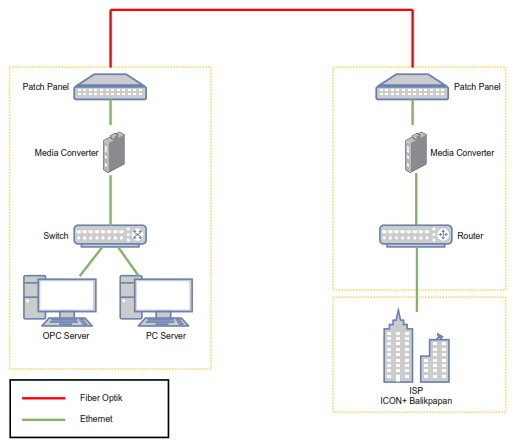 Patch Panel
Patch Panel
Media Converter
Media Converter
Switch
Router
OPC Server
PC Server
ISP
ICON+ Balikpapan
Fiber Optik
Ethernet